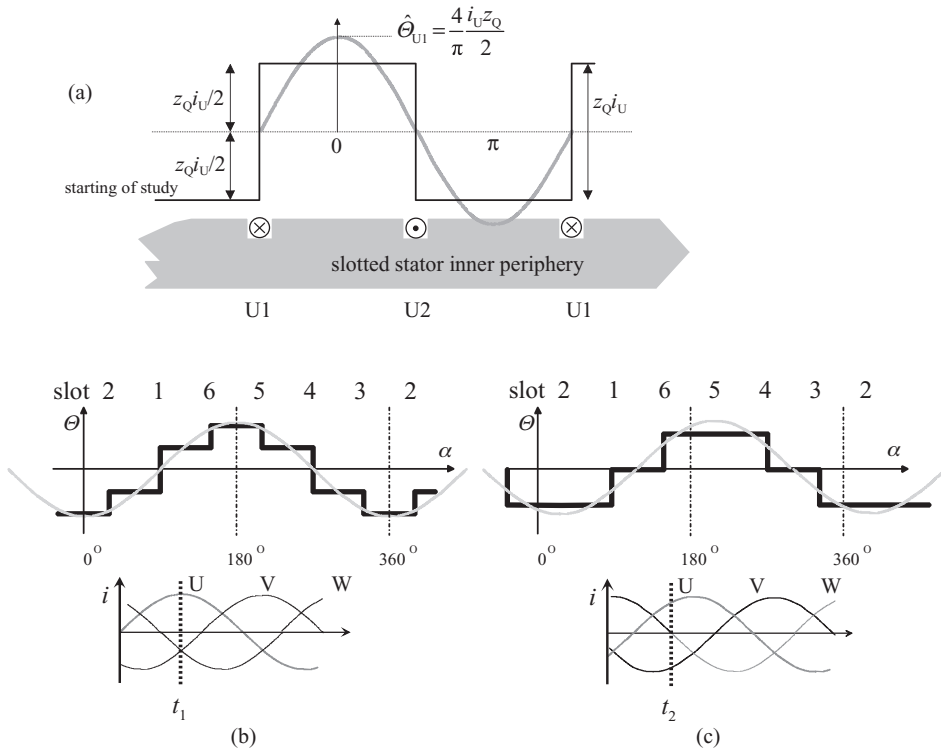 Θ̂U1 = 4/π iUzQ/2
(a)
zQiU/2
zQiU
0
π
zQiU/2
starting of study
slotted stator inner periphery
U1 U2 U1
slot 2 1 6 5 4 3 2
Θ
α
0° 180° 360°
i
U V W
t1
(b)
slot 2 1 6 5 4 3 2
Θ
α
0° 180° 360°
i
U V W
t2
(c)